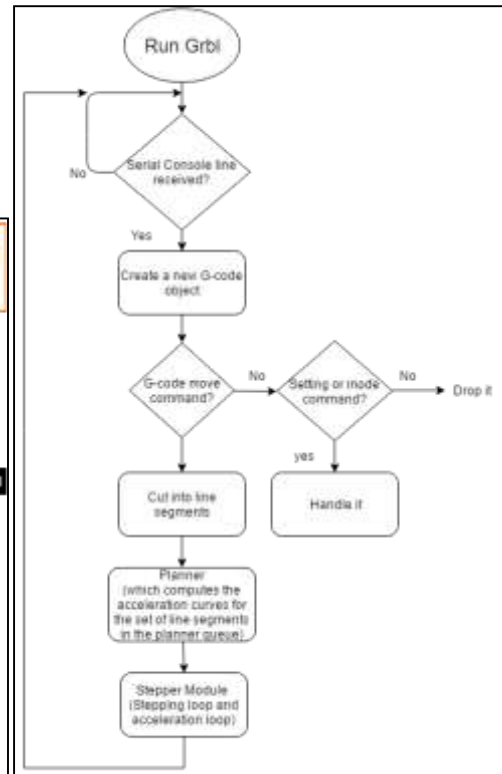 Run Grbl
Serial Console line
received?
No
Yes
Create a new G-code
object
G-code move
command?
No
Setting or mode
command?
No
Drop it
yes
Cut into line
segments
Handle it
Planner
(which computes the
acceleration curves for
the set of line segments
in the planner queue)
Stepper Module
(Stepping loop and
acceleration loop)